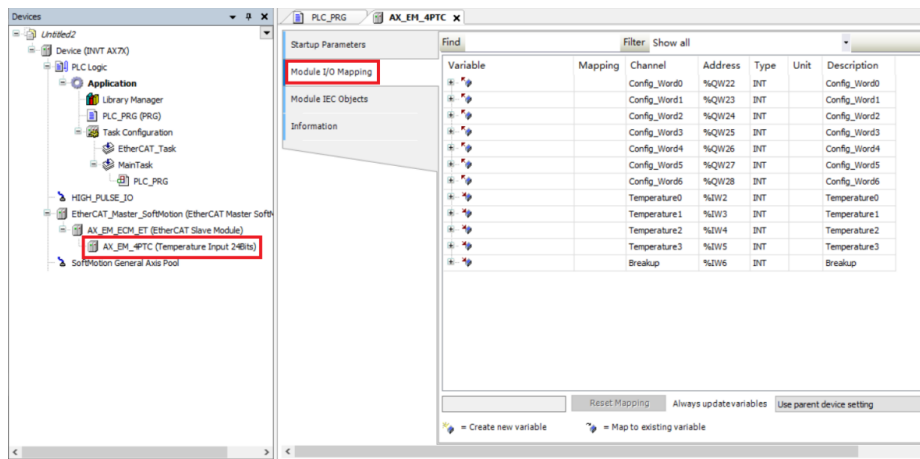 Devices
Untitled2
Device (INVT AX7X)
PLC Logic
Application
Library Manager
PLC_PRG (PRG)
Task Configuration
EtherCAT_Task
MainTask
PLC_PRG
HIGH_PULSE_IO
EtherCAT_Master_SoftMotion (EtherCAT Master Soft
AX_EM_ECM_ET (EtherCAT Slave Module)
AX_EM_4PTC (Temperature Input 24Bits)
SoftMotion General Axis Pool
PLC_PRG AX_EM_4PTC
Startup Parameters
Module I/O Mapping
Module IEC Objects
Information
Find Filter Show all
Variable Mapping Channel Address Type Unit Description
Config_Word0 %QW22 INT Config_Word0
Config_Word1 %QW23 INT Config_Word1
Config_Word2 %QW24 INT Config_Word2
Config_Word3 %QW25 INT Config_Word3
Config_Word4 %QW26 INT Config_Word4
Config_Word5 %QW27 INT Config_Word5
Config_Word6 %QW28 INT Config_Word6
Temperature0 %IW2 INT Temperature0
Temperature1 %IW3 INT Temperature1
Temperature2 %IW4 INT Temperature2
Temperature3 %IW5 INT Temperature3
Breakup %IW6 INT Breakup
Reset Mapping Always updatevariables Use parent device setting
= Create new variable = Map to existing variable